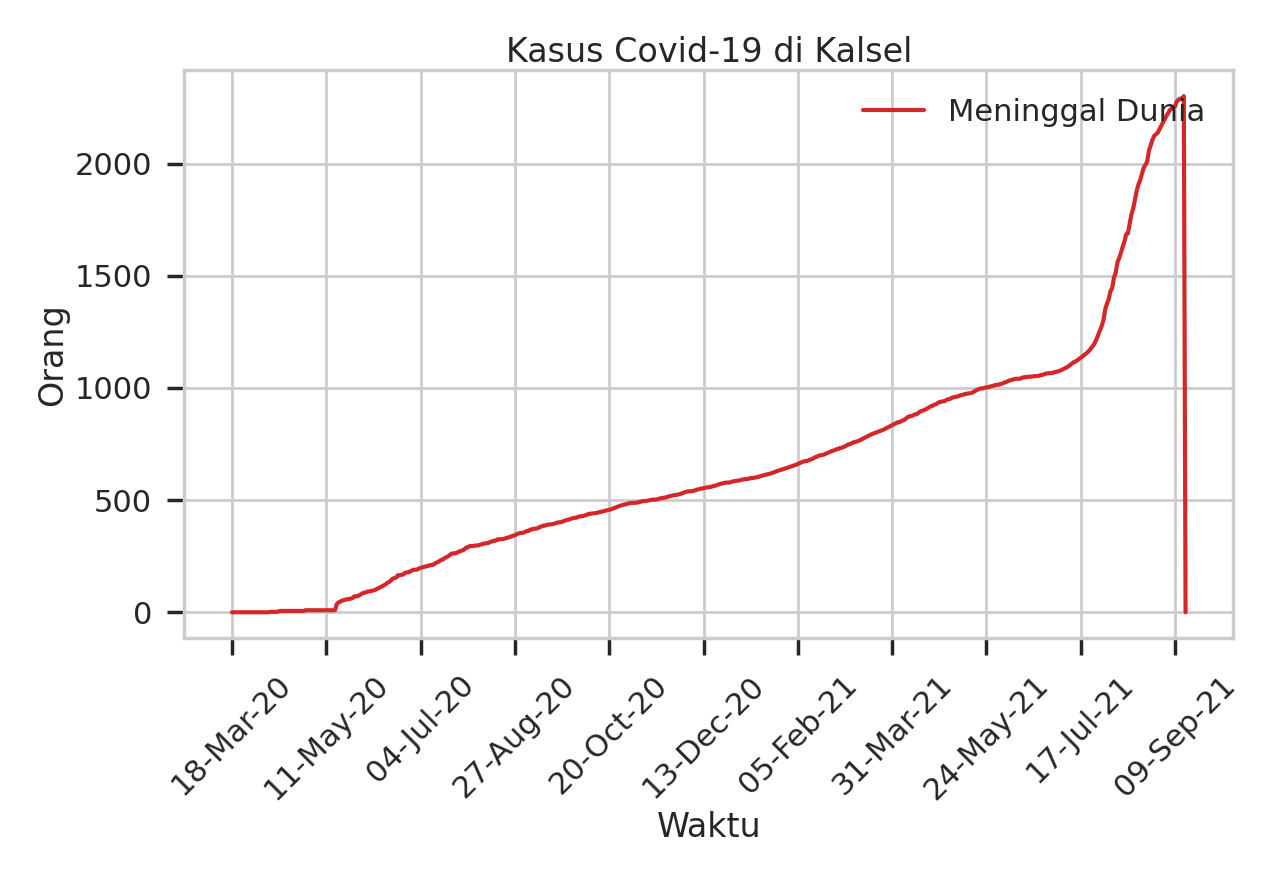 Kasus Covid-19 di Kalsel
Meninggal Dunia
Orang
2000
1500
1000
500
0
18-Mar-20
11-May-20
04-Jul-20
27-Aug-20
20-Oct-20
13-Dec-20
05-Feb-21
31-Mar-21
24-May-21
17-Jul-21
09-Sep-21
Waktu